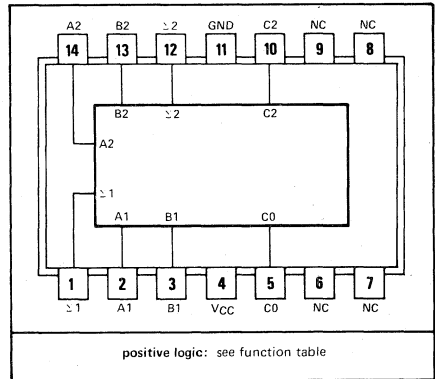 A2 B2 Σ2 GND C2 NC NC
14 13 12 11 10 9 8
B2 Σ2 C2
A2
Σ1
A1 B1 C0
1 2 3 4 5 6 7
Σ1 A1 B1 VCC C0 NC NC
positive logic: see function table